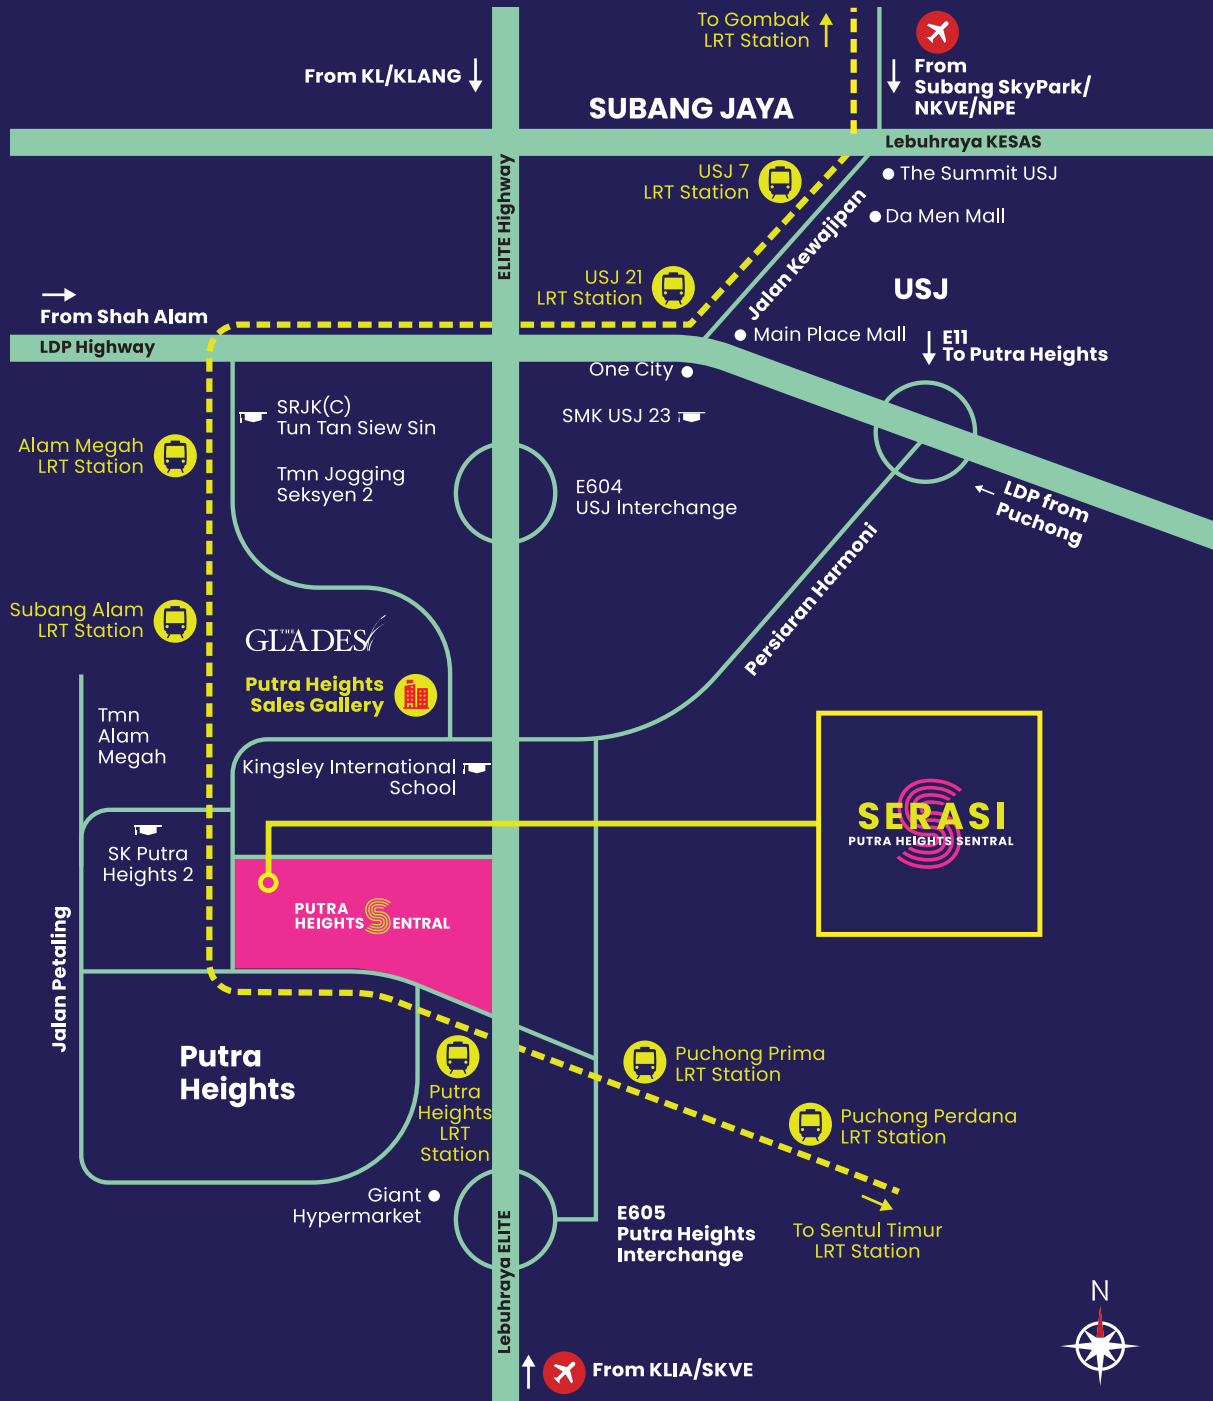 To Gombak
LRT Station
From
Subang SkyPark/
NKVE/NPE
From KL/KLANG
SUBANG JAYA
Lebuhraya KESAS
ELITE Highway
USJ 7
LRT Station
The Summit USJ
Da Men Mall
Jalan Kewajipan
USJ 21
LRT Station
USJ
From Shah Alam
LDP Highway
Main Place Mall
E11
To Putra Heights
One City
SRJK(C)
Tun Tan Siew Sin
SMK USJ 23
Alam Megah
LRT Station
Tmn Jogging
Seksyen 2
E604
USJ Interchange
LDP from
Puchong
Persiaran Harmoni
Subang Alam
LRT Station
THE
GLADES
Putra Heights
Sales Gallery
Tmn
Alam
Megah
Kingsley International
School
SERASI
PUTRA HEIGHTS SENTRAL
SK Putra
Heights 2
PUTRA
HEIGHTS SENTRAL
Jalan Petaling
Putra
Heights
Putra
Heights
LRT
Station
Puchong Prima
LRT Station
Puchong Perdana
LRT Station
Giant
Hypermarket
E605
Putra Heights
Interchange
To Sentul Timur
LRT Station
Lebuhraya ELITE
N
From KLIA/SKVE